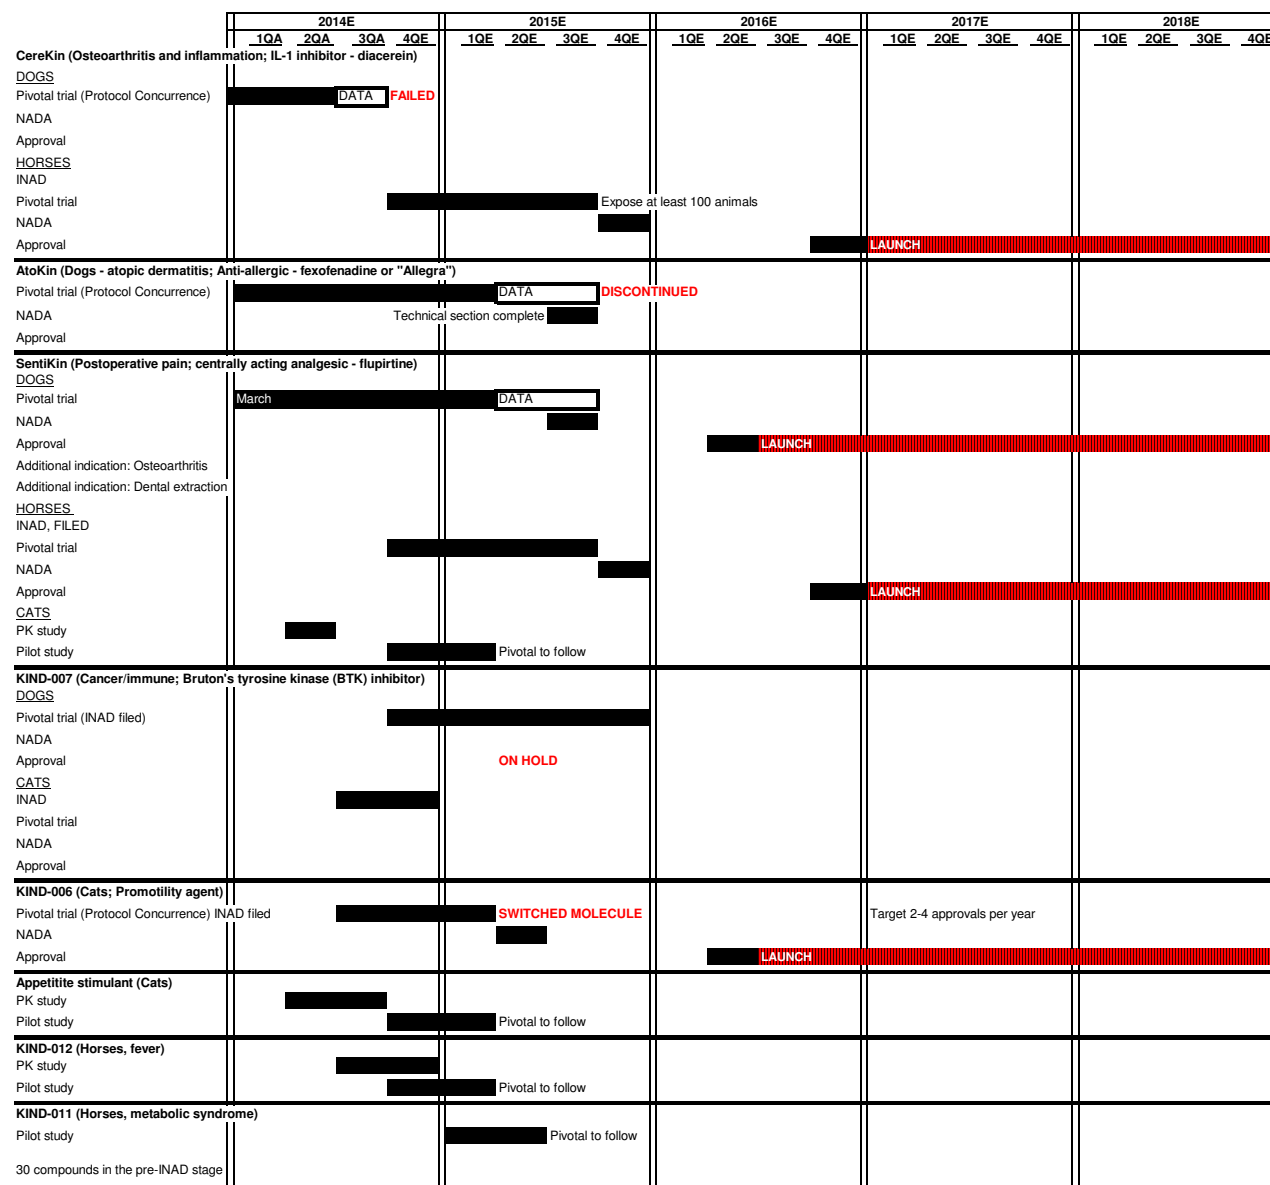 2014E 2015E 2016E 2017E 2018E
1QA 2QA 3QA 4QE 1QE 2QE 3QE 4QE 1QE 2QE 3QE 4QE 1QE 2QE 3QE 4QE 1QE 2QE 3QE 4QE
CereKin (Osteoarthritis and inflammation; IL-1 inhibitor - diacerein)
DOGS
Pivotal trial (Protocol Concurrence) DATA FAILED
NADA
Approval
HORSES
INAD
Pivotal trial Expose at least 100 animals
NADA
Approval LAUNCH
AtoKin (Dogs - atopic dermatitis; Anti-allergic - fexofenadine or "Allegra")
Pivotal trial (Protocol Concurrence) DATA DISCONTINUED
NADA Technical section complete
Approval
SentiKin (Postoperative pain; centrally acting analgesic - flupirtine)
DOGS
Pivotal trial March DATA
NADA
Approval LAUNCH
Additional indication: Osteoarthritis
Additional indication: Dental extraction
HORSES
INAD, FILED
Pivotal trial
NADA
Approval LAUNCH
CATS
PK study
Pilot study Pivotal to follow
KIND-007 (Cancer/immune; Bruton's tyrosine kinase (BTK) inhibitor)
DOGS
Pivotal trial (INAD filed)
NADA
Approval ON HOLD
CATS
INAD
Pivotal trial
NADA
Approval
KIND-006 (Cats; Promotility agent)
Pivotal trial (Protocol Concurrence) INAD filed SWITCHED MOLECULE Target 2-4 approvals per year
NADA
Approval LAUNCH
Appetitite stimulant (Cats)
PK study
Pilot study Pivotal to follow
KIND-012 (Horses, fever)
PK study
Pilot study Pivotal to follow
KIND-011 (Horses, metabolic syndrome)
Pilot study Pivotal to follow
30 compounds in the pre-INAD stage